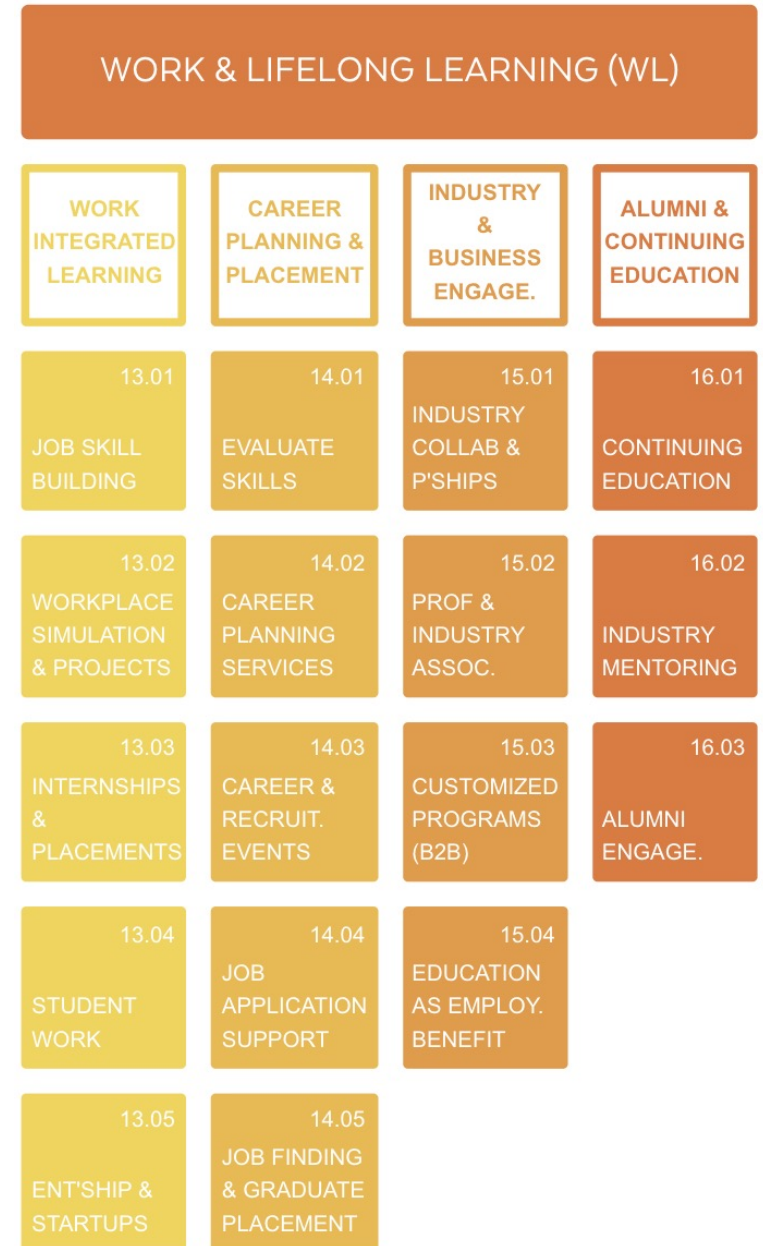 WORK & LIFELONG LEARNING (WL)
WORK
INTEGRATED
LEARNING
CAREER
PLANNING &
PLACEMENT
INDUSTRY
&
BUSINESS
ENGAGE.
ALUMNI &
CONTINUING
EDUCATION
13.01
JOB SKILL
BUILDING
14.01
EVALUATE
SKILLS
15.01
INDUSTRY
COLLAB &
P'SHIPS
16.01
CONTINUING
EDUCATION
13.02
WORKPLACE
SIMULATION
& PROJECTS
14.02
CAREER
PLANNING
SERVICES
15.02
PROF &
INDUSTRY
ASSOC.
16.02
INDUSTRY
MENTORING
13.03
INTERNSHIPS
&
PLACEMENTS
14.03
CAREER &
RECRUIT.
EVENTS
15.03
CUSTOMIZED
PROGRAMS
(B2B)
16.03
ALUMNI
ENGAGE.
13.04
STUDENT
WORK
14.04
JOB
APPLICATION
SUPPORT
15.04
EDUCATION
AS EMPLOY.
BENEFIT
13.05
ENT'SHIP &
STARTUPS
14.05
JOB FINDING
& GRADUATE
PLACEMENT